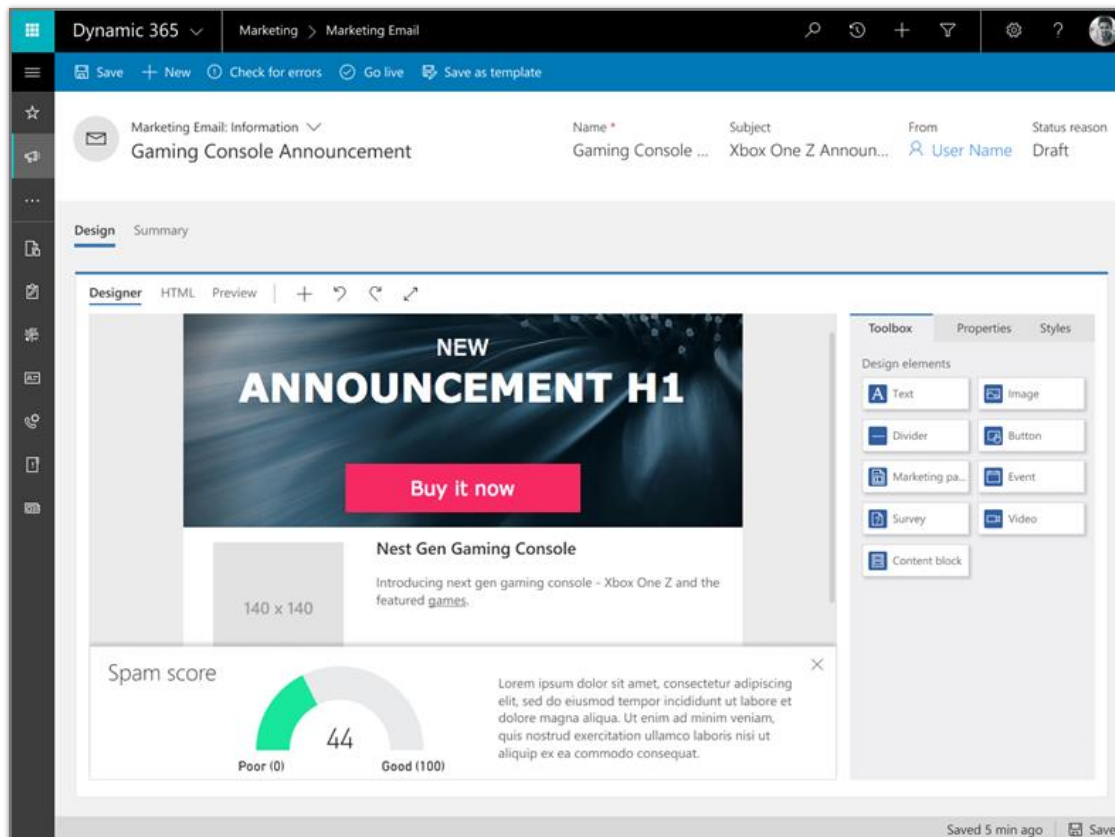 Dynamic 365 Marketing > Marketing Email ?
Save New Check for errors Go live Save as template
Marketing Email: Information
Gaming Console Announcement
Name *
Gaming Console ...
Subject
Xbox One Z Announ...
From
User Name
Status reason
Draft
Design Summary
Designer HTML Preview
NEW
ANNOUNCEMENT H1
Buy it now
140 x 140
Nest Gen Gaming Console
Introducing next gen gaming console - Xbox One Z and the
featured games.
Spam score
44
Poor (0) Good (100)
Lorem ipsum dolor sit amet, consectetur adipiscing
elit, sed do eiusmod tempor incididunt ut labore et
dolore magna aliqua. Ut enim ad minim veniam,
quis nostrud exercitation ullamco laboris nisi ut
aliquip ex ea commodo consequat.
Toolbox Properties Styles
Design elements
A Text Image
Divider Button
Marketing pa... Event
Survey Video
Content block
Saved 5 min ago Save